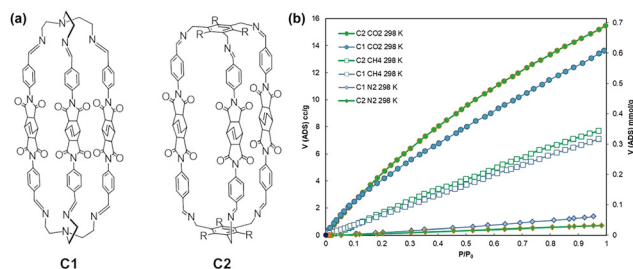 (a)
(b)
N
N
N
N
N
N
R
R
R
N
N
N
N
N
N
O
O
O
O
O
O
O
O
O
O
O
O
N
N
N
N
N
N
R
R
R
C1
C2
C2 CO2 298 K
C1 CO2 298 K
C2 CH4 298 K
C1 CH4 298 K
C1 N2 298 K
C2 N2 298 K
V (ADS) cc/g
16
14
12
10
8
6
4
2
0
0
0.1
0.2
0.3
0.4
0.5
0.6
0.7
0.8
0.9
1
P/P₀
0.7
0.6
0.5
0.4
0.3
0.2
0.1
0
V (ADS) mmol/g